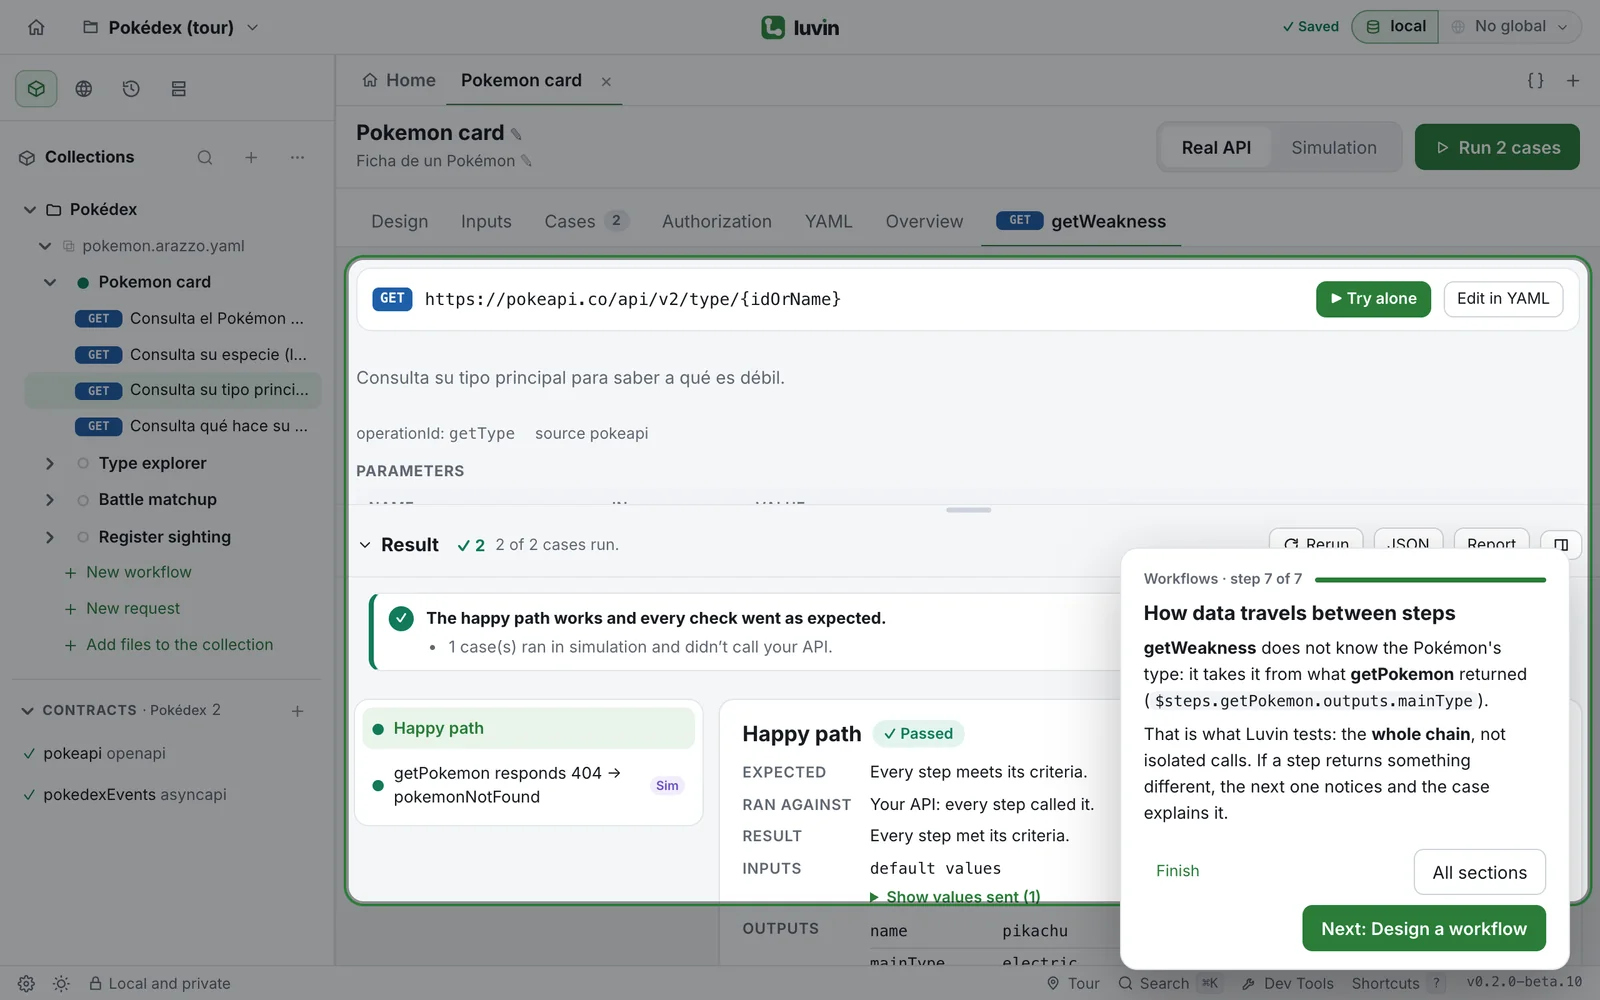 Pokédex (tour)
luvin
Saved
local
No global
Home
Pokemon card
{}
Collections
Pokédex
pokemon.arazzo.yaml
Pokemon card
GET Consulta el Pokémon ...
GET Consulta su especie (l...
GET Consulta su tipo princi...
GET Consulta qué hace su ...
Type explorer
Battle matchup
Register sighting
+ New workflow
+ New request
+ Add files to the collection
CONTRACTS · Pokédex 2
pokeapi openapi
pokedexEvents asyncapi
Pokemon card
Ficha de un Pokémon
Real API
Simulation
Run 2 cases
Design
Inputs
Cases 2
Authorization
YAML
Overview
GET getWeakness
GET https://pokeapi.co/api/v2/type/{idOrName}
Try alone
Edit in YAML
Consulta su tipo principal para saber a qué es débil.
operationId: getType source pokeapi
PARAMETERS
NAME IN VALUE
Result
2
2 of 2 cases run.
Rerun
JSON
Report
The happy path works and every check went as expected.
• 1 case(s) ran in simulation and didn't call your API.
Happy path
getPokemon responds 404 →
pokemonNotFound
Sim
Happy path
Passed
EXPECTED Every step meets its criteria.
RAN AGAINST Your API: every step called it.
RESULT Every step met its criteria.
INPUTS default values
Show values sent (1)
OUTPUTS name pikachu
mainType electric
Workflows · step 7 of 7
How data travels between steps
getWeakness does not know the Pokémon's
type: it takes it from what getPokemon returned
( $steps.getPokemon.outputs.mainType ).
That is what Luvin tests: the whole chain, not
isolated calls. If a step returns something
different, the next one notices and the case
explains it.
Finish
All sections
Next: Design a workflow
Local and private
Tour
Search ⌘K
Dev Tools
Shortcuts ?
v0.2.0-beta.10